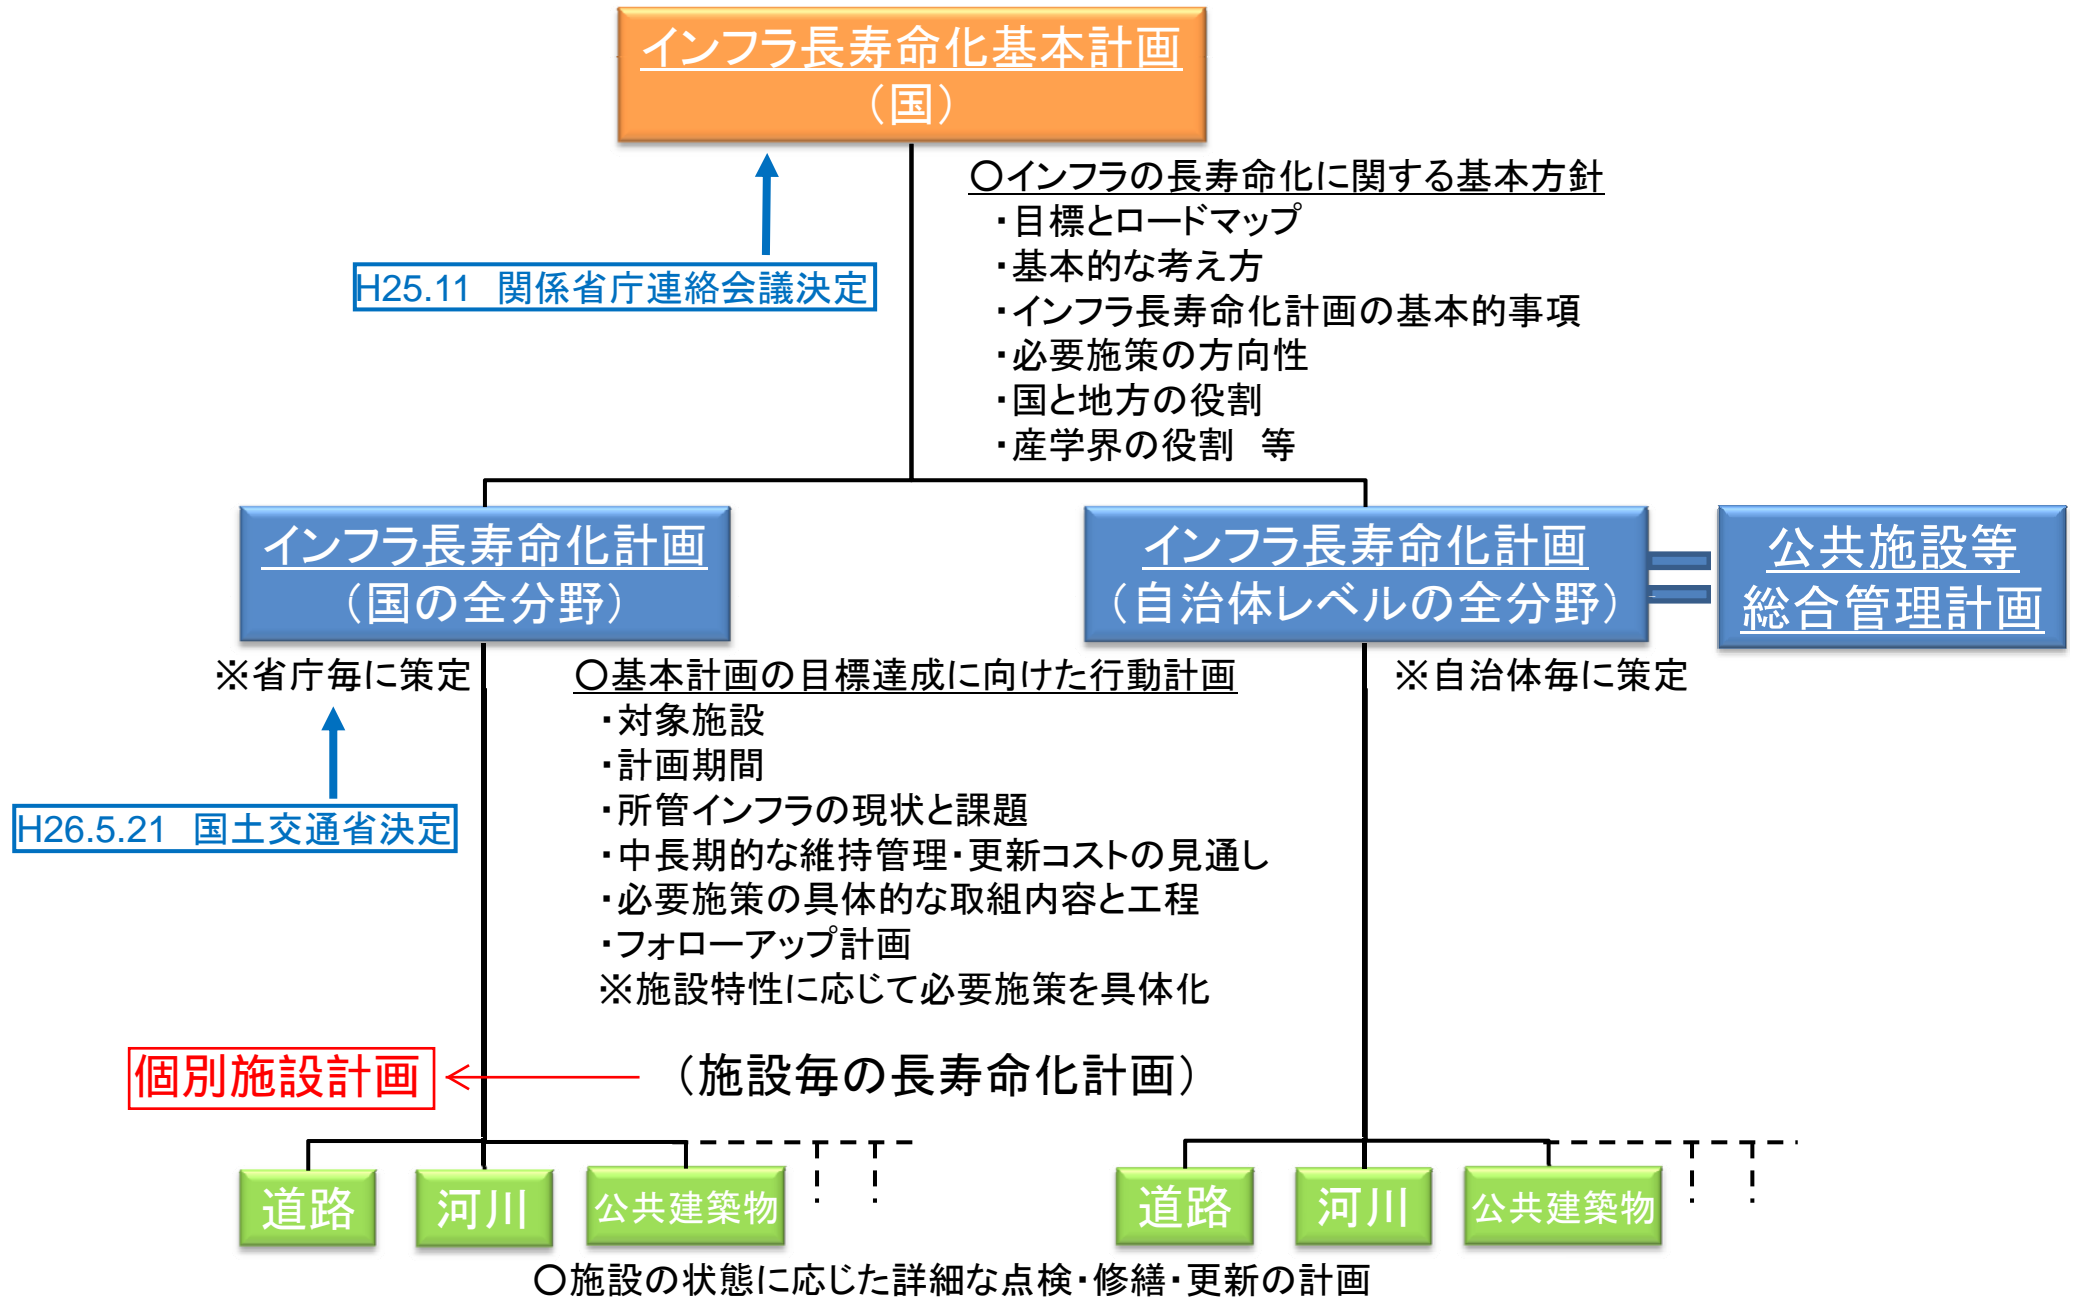 インフラ長寿命化基本計画
（国）
〇インフラの長寿命化に関する基本方針
・目標とロードマップ
・基本的な考え方
・インフラ長寿命化計画の基本的事項
・必要施策の方向性
・国と地方の役割
・産学界の役割　等
H25.11　関係省庁連絡会議決定
インフラ長寿命化計画
（国の全分野）
インフラ長寿命化計画
（自治体レベルの全分野）
公共施設等
総合管理計画
※省庁毎に策定
〇基本計画の目標達成に向けた行動計画
・対象施設
・計画期間
・所管インフラの現状と課題
・中長期的な維持管理・更新コストの見通し
・必要施策の具体的な取組内容と工程
・フォローアップ計画
※施設特性に応じて必要施策を具体化
※自治体毎に策定
H26.5.21　国土交通省決定
個別施設計画
（施設毎の長寿命化計画）
道路
河川
公共建築物
道路
河川
公共建築物
〇施設の状態に応じた詳細な点検・修繕・更新の計画